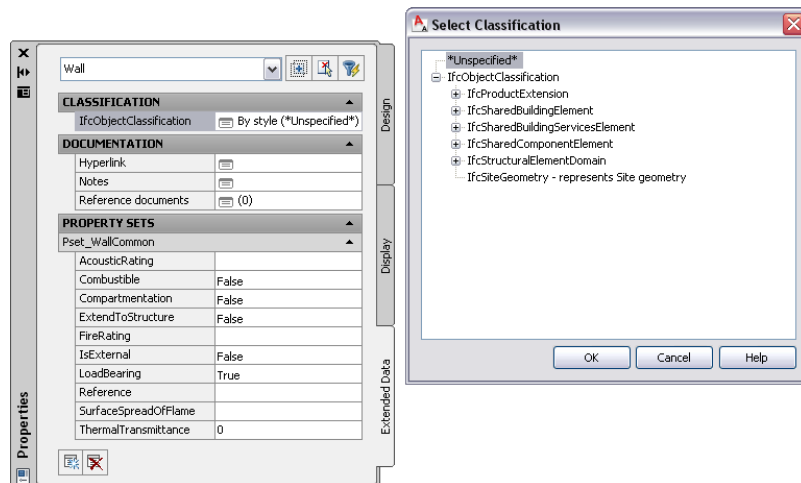 Wall
CLASSIFICATION
IfcObjectClassification By style (*Unspecified*)
DOCUMENTATION
Hyperlink
Notes
Reference documents (0)
PROPERTY SETS
Pset_WallCommon
AcousticRating
Combustible False
Compartmentation False
ExtendToStructure False
FireRating
IsExternal False
LoadBearing True
Reference
SurfaceSpreadOfFlame
ThermalTransmittance 0
Properties
Design
Display
Extended Data
Select Classification
*Unspecified*
IfcObjectClassification
IfcProductExtension
IfcSharedBuildingElement
IfcSharedBuildingServicesElement
IfcSharedComponentElement
IfcStructuralElementDomain
IfcSiteGeometry - represents Site geometry
OK Cancel Help